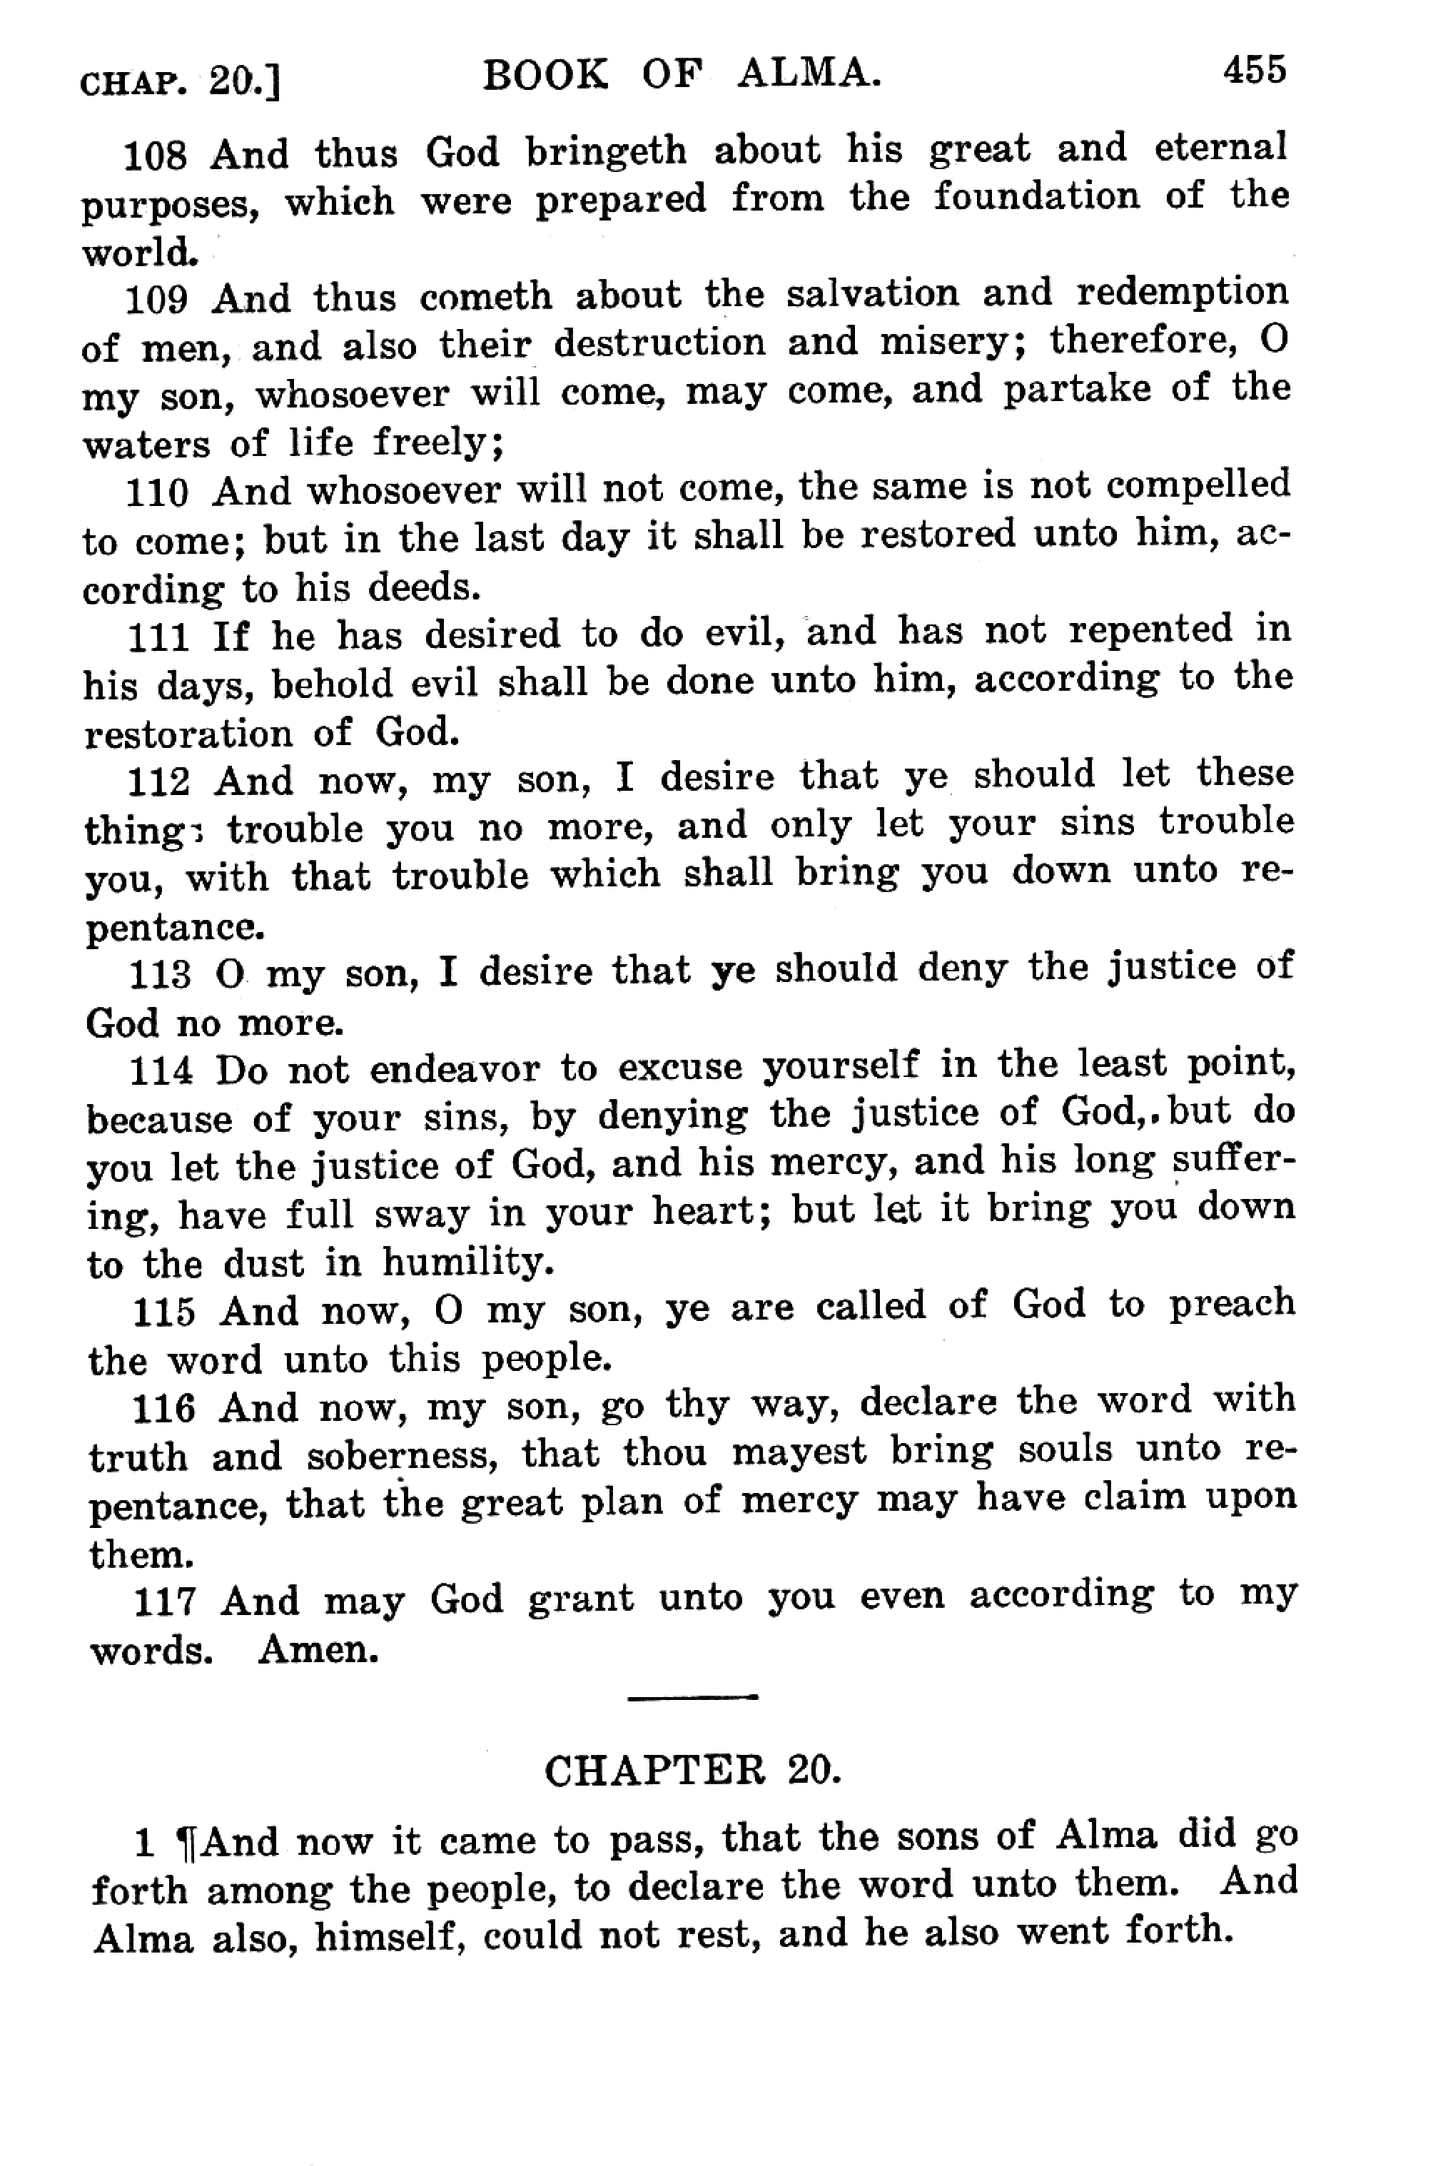 CHAP. 20.] BOOK OF ALMA. 455
108 And thus God bringeth about his great and eternal
purposes, which were prepared from the foundation of the
world.
109 And thus cometh about the salvation and redemption
of men, and also their destruction and misery; therefore, O
my son, whosoever will come, may come, and partake of the
waters of life freely;
110 And whosoever will not come, the same is not compelled
to come; but in the last day it shall be restored unto him, ac-
cording to his deeds.
111 If he has desired to do evil, and has not repented in
his days, behold evil shall be done unto him, according to the
restoration of God.
112 And now, my son, I desire that ye should let these
things trouble you no more, and only let your sins trouble
you, with that trouble which shall bring you down unto re-
pentance.
113 O my son, I desire that ye should deny the justice of
God no more.
114 Do not endeavor to excuse yourself in the least point,
because of your sins, by denying the justice of God, but do
you let the justice of God, and his mercy, and his long suffer-
ing, have full sway in your heart; but let it bring you down
to the dust in humility.
115 And now, O my son, ye are called of God to preach
the word unto this people.
116 And now, my son, go thy way, declare the word with
truth and soberness, that thou mayest bring souls unto re-
pentance, that the great plan of mercy may have claim upon
them.
117 And may God grant unto you even according to my
words. Amen.
CHAPTER 20.
1 ¶And now it came to pass, that the sons of Alma did go
forth among the people, to declare the word unto them. And
Alma also, himself, could not rest, and he also went forth.